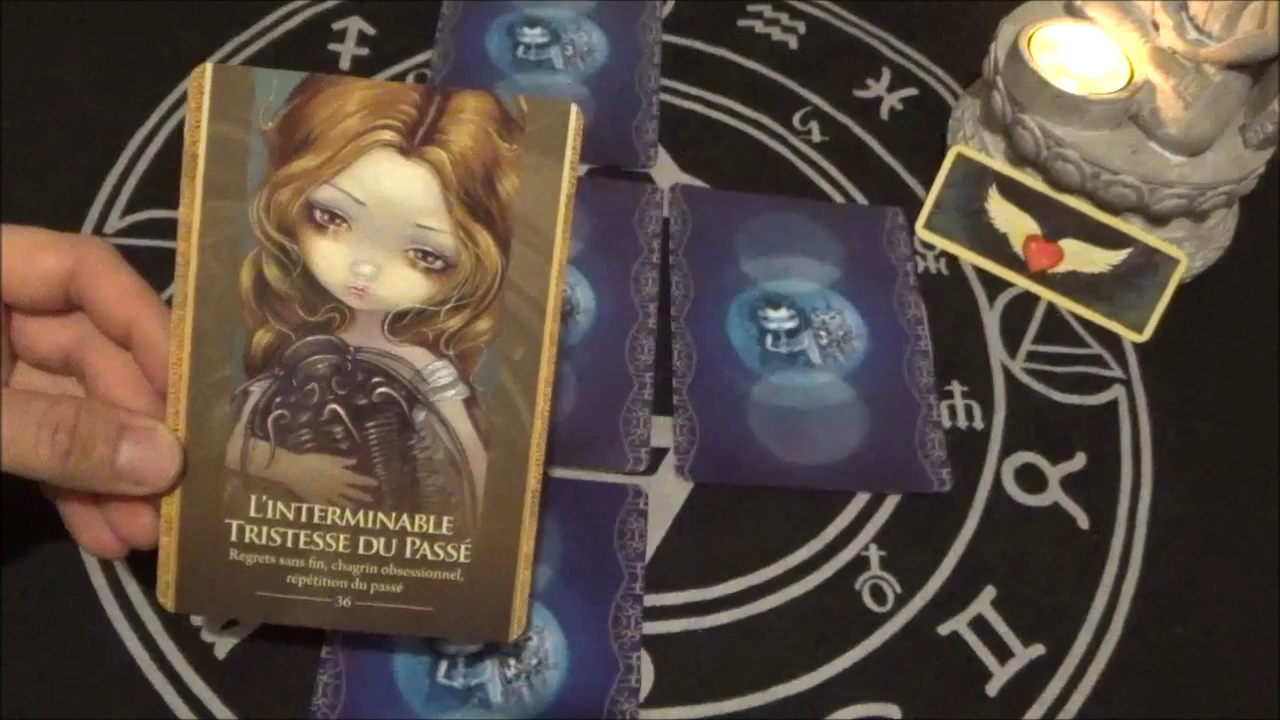 L'INTERMINABLE
TRISTESSE DU PASSÉ
Regrets sans fin, chagrin obsessionnel,
répétition du passé
36